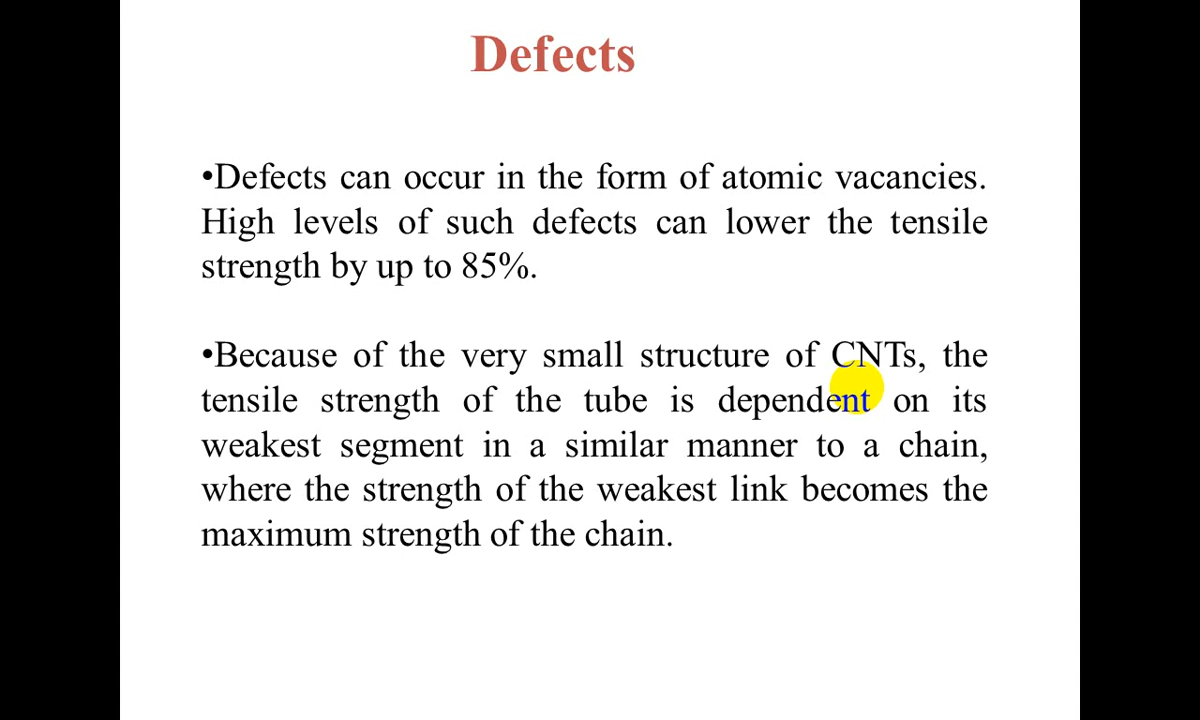 Defects
•Defects can occur in the form of atomic vacancies.
High levels of such defects can lower the tensile
strength by up to 85%.
•Because of the very small structure of CNTs, the
tensile strength of the tube is dependent on its
weakest segment in a similar manner to a chain,
where the strength of the weakest link becomes the
maximum strength of the chain.